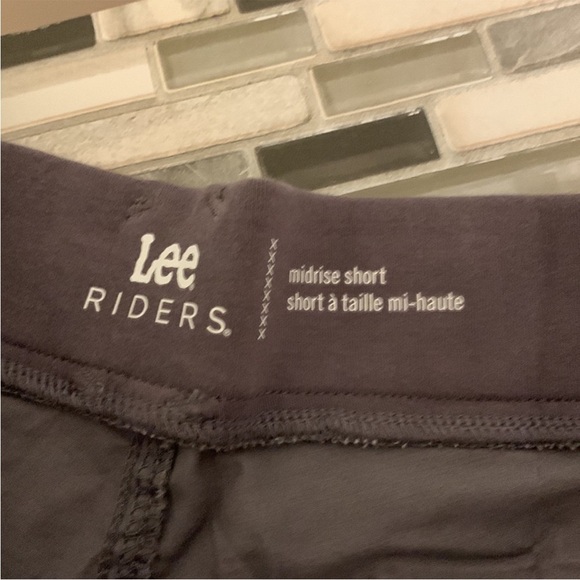 Lee
RIDERS®
midrise short
short à taille mi-haute